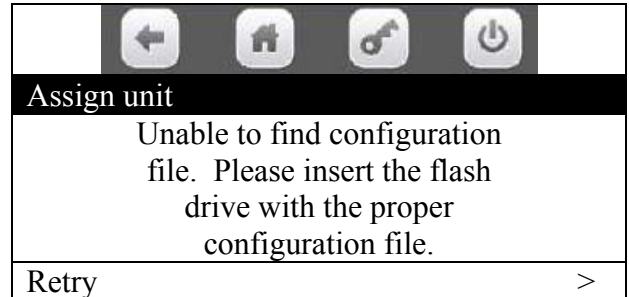 Assign unit
Unable to find configuration
file.  Please insert the flash
drive with the proper
configuration file.
Retry >